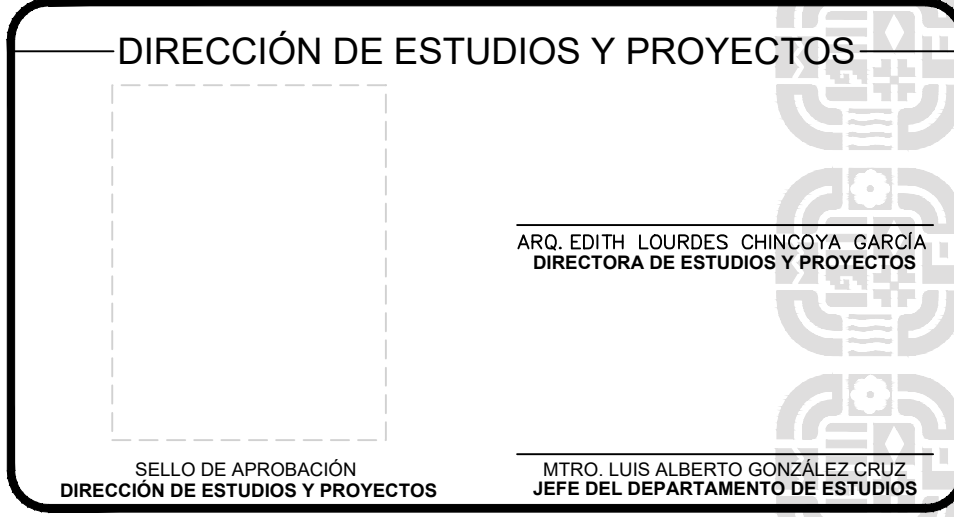 DIRECCIÓN DE ESTUDIOS Y PROYECTOS
ARQ. EDITH LOURDES CHINCOYA GARCÍA
DIRECTORA DE ESTUDIOS Y PROYECTOS
SELLO DE APROBACIÓN
DIRECCIÓN DE ESTUDIOS Y PROYECTOS
MTRO. LUIS ALBERTO GONZÁLEZ CRUZ
JEFE DEL DEPARTAMENTO DE ESTUDIOS